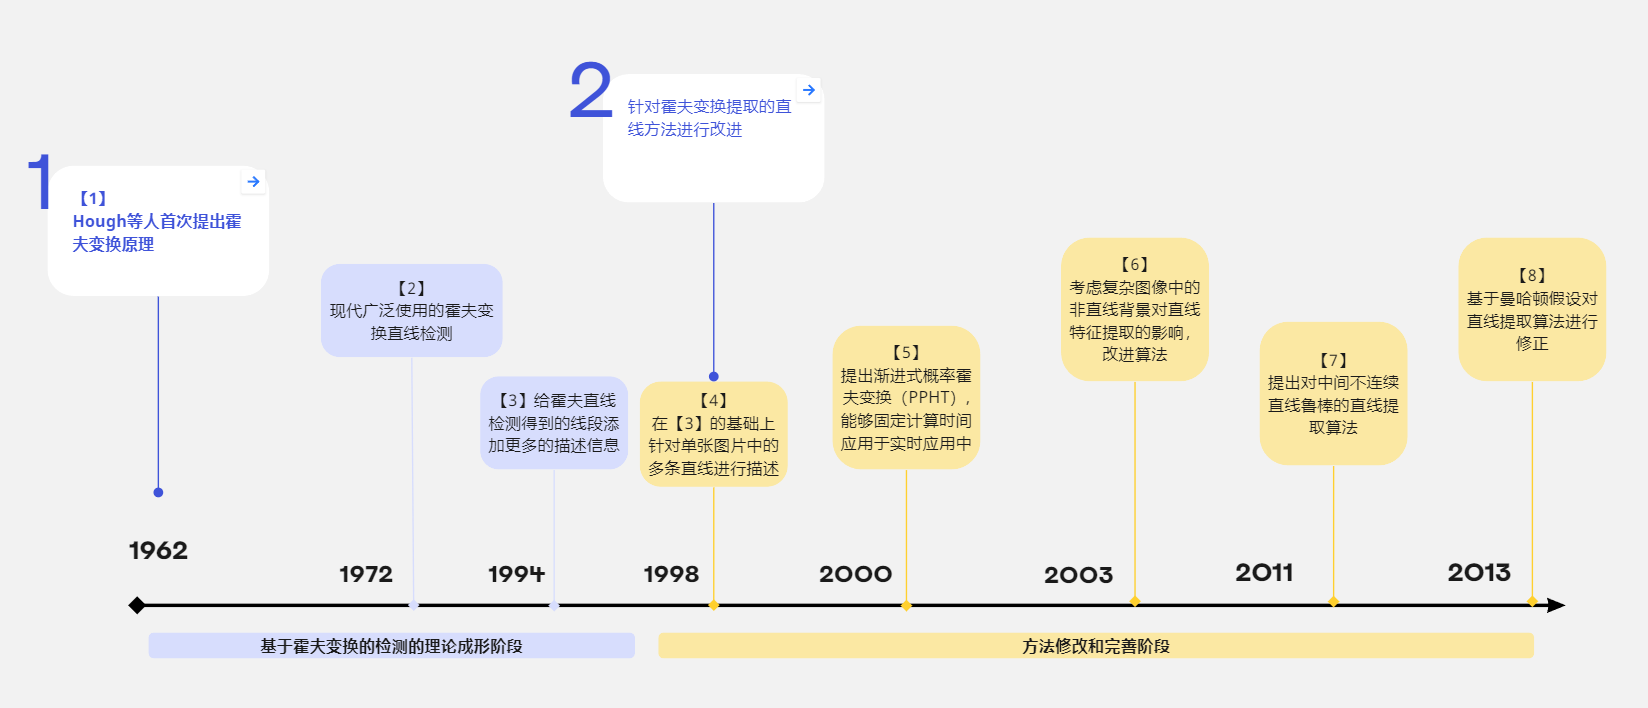 1
【1】
Hough等人首次提出霍
夫变换原理
2
针对霍夫变换提取的直
线方法进行改进
【2】
现代广泛使用的霍夫变
换直线检测
【3】给霍夫直线
检测得到的线段添
加更多的描述信息
【4】
在【3】的基础上
针对单张图片中的
多条直线进行描述
【5】
提出渐进式概率霍
夫变换（PPHT），
能够固定计算时间
应用于实时应用中
【6】
考虑复杂图像中的
非直线背景对直线
特征提取的影响，
改进算法
【7】
提出对中间不连续
直线鲁棒的直线提
取算法
【8】
基于曼哈顿假设对
直线提取算法进行
修正
1962
1972
1994
1998
2000
2003
2011
2013
基于霍夫变换的检测的理论成形阶段
方法修改和完善阶段